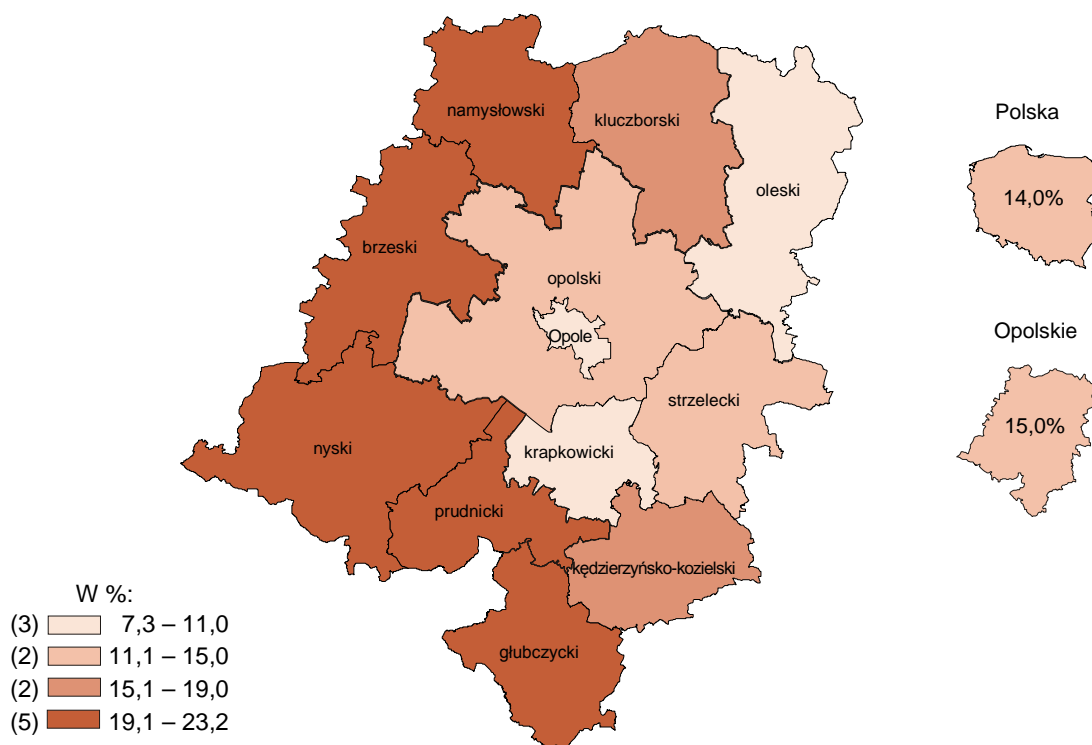 namysłowski
kluczborski
oleski
brzeski
opolski
Opole
strzelecki
krapkowicki
nyski
prudnicki
kędzierzyńsko-kozielski
głubczycki
Polska
14,0%
Opolskie
15,0%
W %:
(3) 7,3 – 11,0
(2) 11,1 – 15,0
(2) 15,1 – 19,0
(5) 19,1 – 23,2